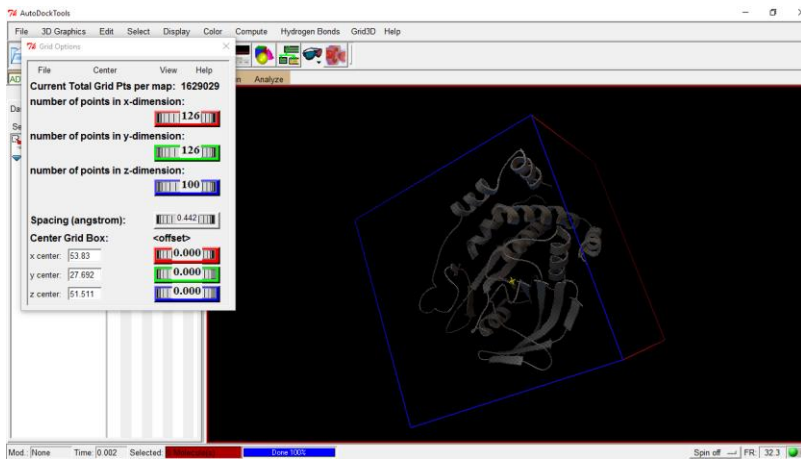 AutoDockTools
File 3D Graphics Edit Select Display Color Compute Hydrogen Bonds Grid3D Help
Grid Options
File Center View Help
Current Total Grid Pts per map: 1629029
number of points in x-dimension:
126
number of points in y-dimension:
126
number of points in z-dimension:
100
Spacing (angstrom): 0.442
Center Grid Box: <offset>
x center: 53.83 0.000
y center: 27.692 0.000
z center: 51.511 0.000
Analyze
Mod.: None Time: 0.002 Selected: Done 100% Spin off FR: 32.3